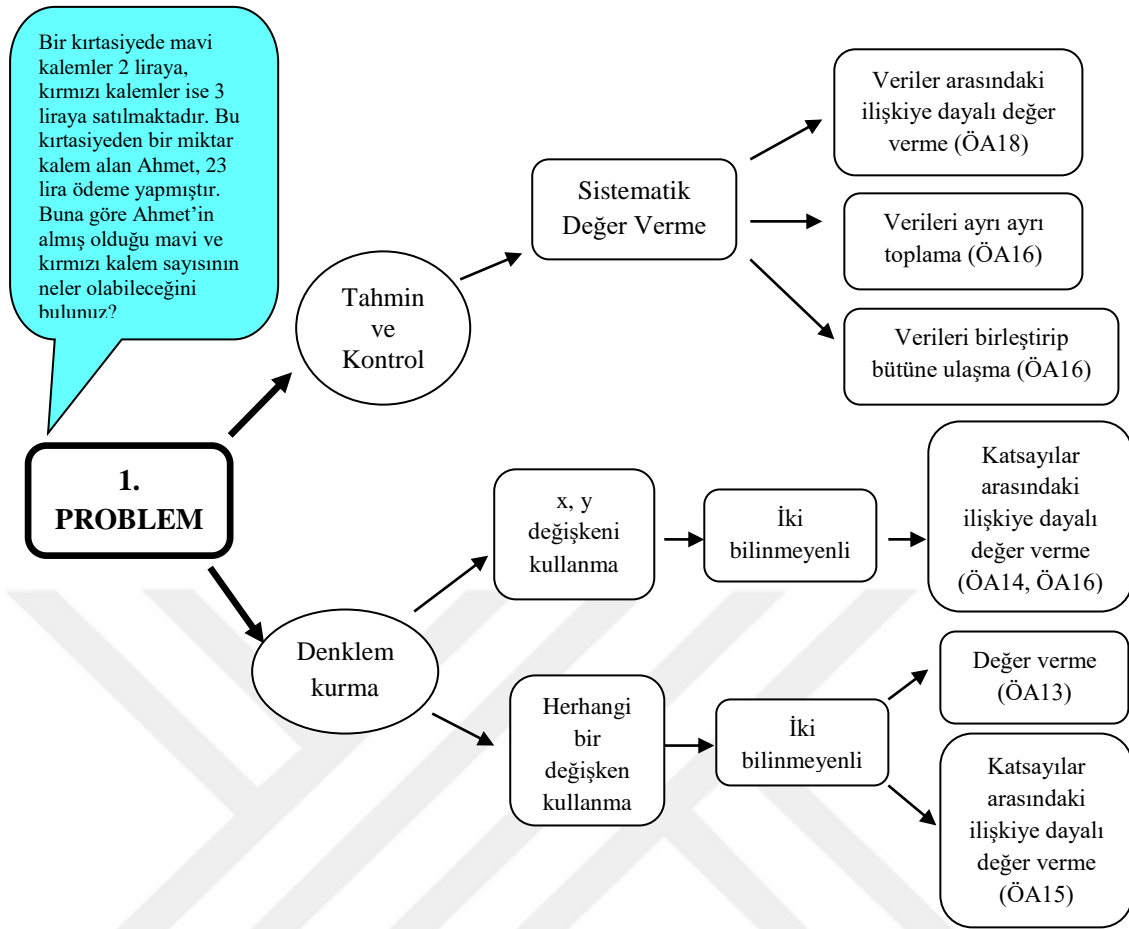 Bir kırtasiyede mavi
kalemler 2 liraya,
kırmızı kalemler ise 3
liraya satılmaktadır. Bu
kırtasiyeden bir miktar
kalem alan Ahmet, 23
lira ödeme yapmıştır.
Buna göre Ahmet’in
almış olduğu mavi ve
kırmızı kalem sayısının
neler olabileceğini
bulunuz?
1.
PROBLEM
Tahmin
ve
Kontrol
Sistematik
Değer Verme
Veriler arasındaki
ilişkiye dayalı değer
verme (ÖA18)
Verileri ayrı ayrı
toplama (ÖA16)
Verileri birleştirip
bütüne ulaşma (ÖA16)
Denklem
kurma
x, y
değişkeni
kullanma
İki
bilinmeyenli
Katsayılar
arasındaki
ilişkiye dayalı
değer verme
(ÖA14, ÖA16)
Herhangi
bir
değişken
kullanma
İki
bilinmeyenli
Değer verme
(ÖA13)
Katsayılar
arasındaki
ilişkiye dayalı
değer verme
(ÖA15)